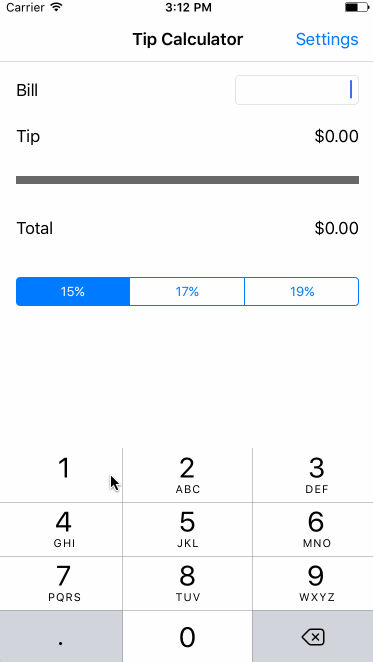 Carrier 3:12 PM
Tip Calculator Settings
Bill
Tip $0.00
Total $0.00
15% 17% 19%
1 2 3
ABC DEF
4 5 6
GHI JKL MNO
7 8 9
PQRS TUV WXYZ
. 0